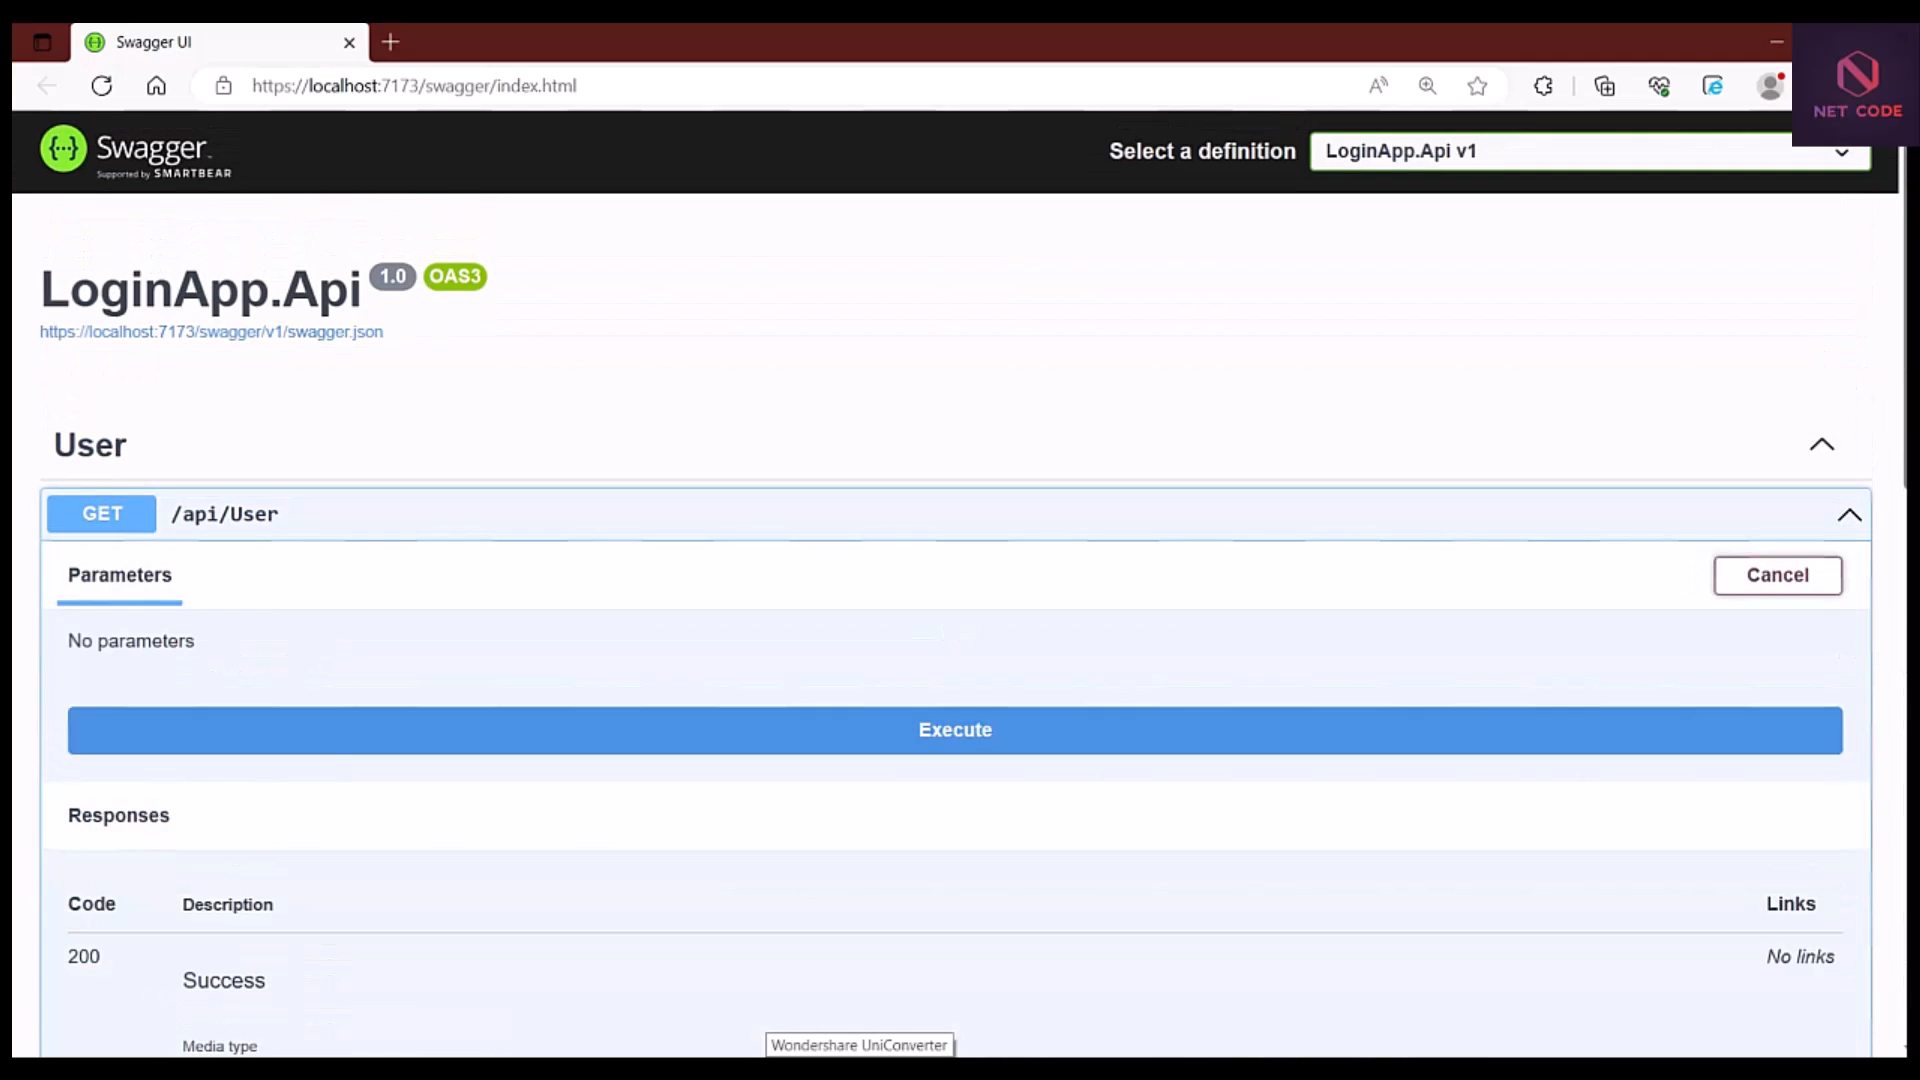 Swagger UI
https://localhost:7173/swagger/index.html
NET CODE
Swagger
Supported by SMARTBEAR
Select a definition
LoginApp.Api v1
LoginApp.Api 1.0 OAS3
https://localhost:7173/swagger/v1/swagger.json
User
GET /api/User
Parameters
Cancel
No parameters
Execute
Responses
Code Description Links
200 No links
Success
Media type
Wondershare UniConverter